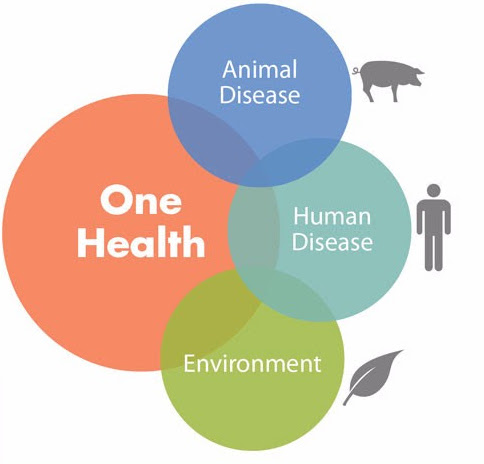 Animal
Disease
One
Health
Human
Disease
Environment